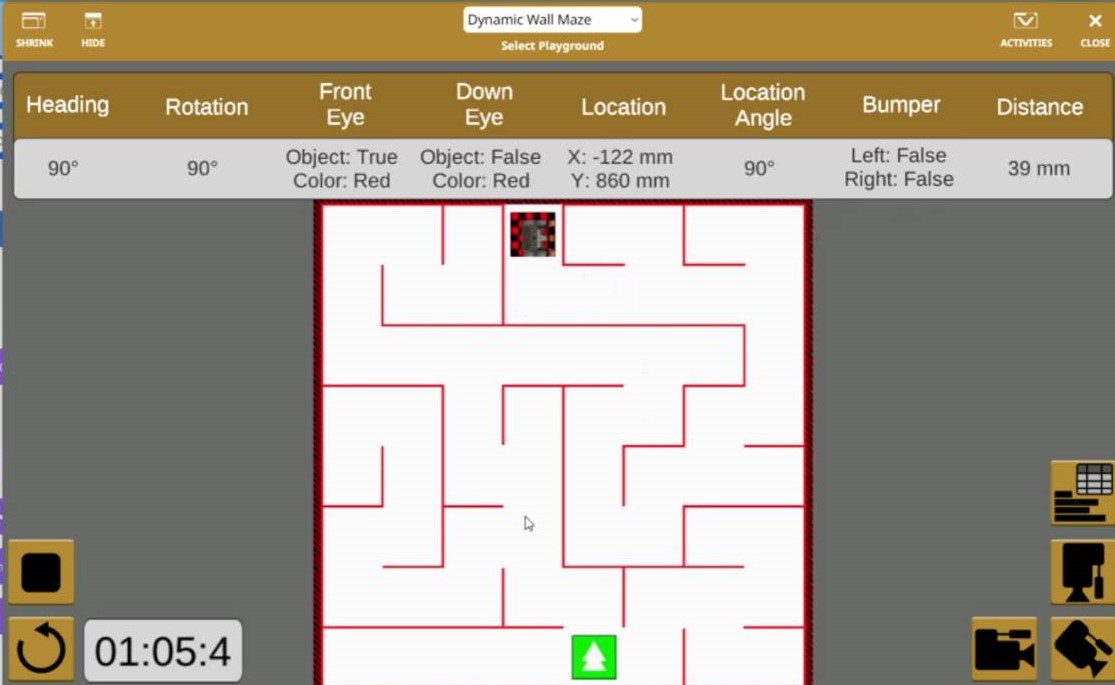 Dynamic Wall Maze
SHRINK HIDE Select Playground ACTIVITIES CLOSE
Heading Rotation Front Eye Down Eye Location Location Angle Bumper Distance
90° 90° Object: True Object: False X: -122 mm 90° Left: False 39 mm
Color: Red Color: Red Y: 860 mm Right: False
01:05:4